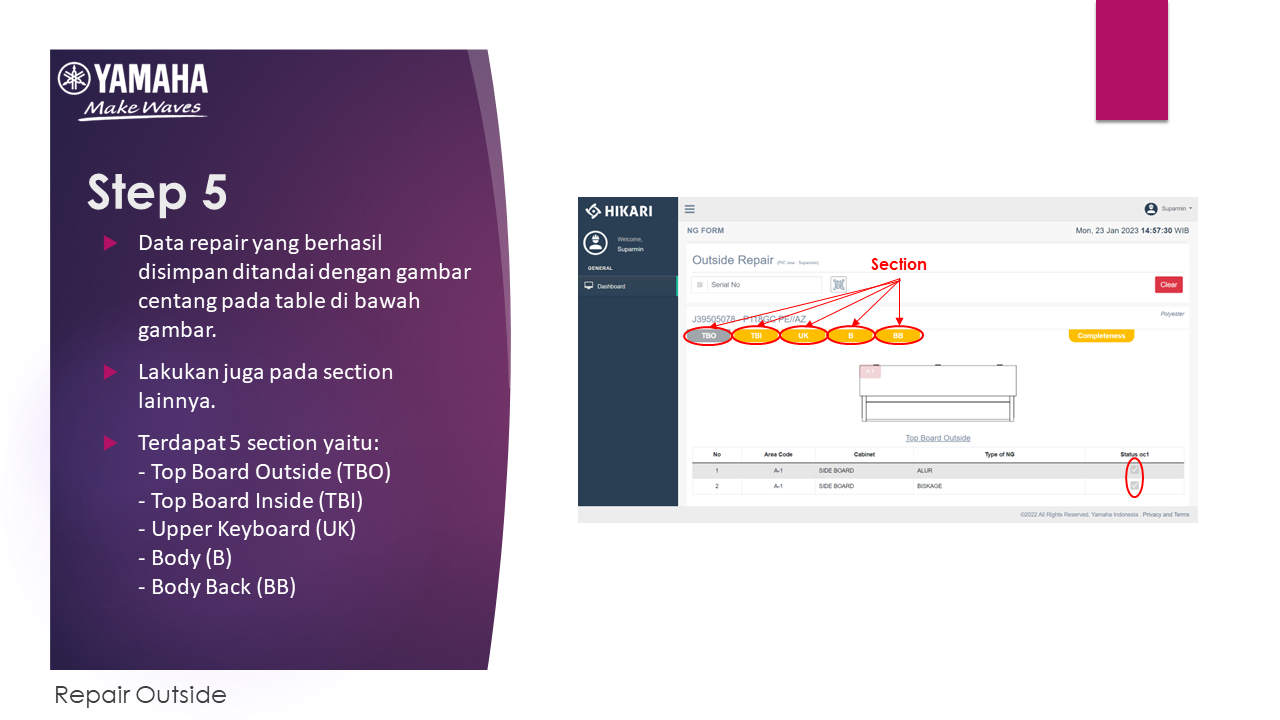 YAMAHA
Make Waves
Step 5
Data repair yang berhasil
disimpan ditandai dengan gambar
centang pada table di bawah
gambar.
Lakukan juga pada section
lainnya.
Terdapat 5 section yaitu:
- Top Board Outside (TBO)
- Top Board Inside (TBI)
- Upper Keyboard (UK)
- Body (B)
- Body Back (BB)
Repair Outside
HIKARI
Suparmin
Welcome,
Suparmin
GENERAL
Dashboard
NG FORM
Mon, 23 Jan 2023 14:57:30 WIB
Outside Repair
Section
Serial No
Clear
J39505078 - P118GC PE//AZ
Polyester
TBO TBI UK B BB
Completeness
A-1
Top Board Outside
No Area Code Cabinet Type of NG Status oc1
1 A-1 SIDE BOARD ALUR
2 A-1 SIDE BOARD BISKAGE
©2022 All Rights Reserved. Yamaha Indonesia . Privacy and Terms